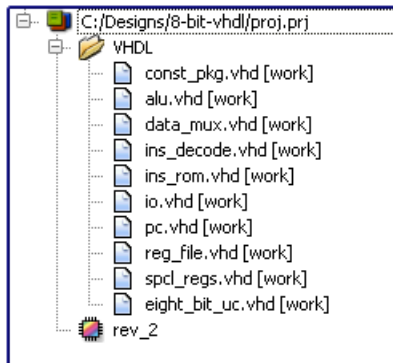 C:/Designs/8-bit-vhdl/proj.prj
VHDL
const_pkg.vhd [work]
alu.vhd [work]
data_mux.vhd [work]
ins_decode.vhd [work]
ins_rom.vhd [work]
io.vhd [work]
pc.vhd [work]
reg_file.vhd [work]
spcl_regs.vhd [work]
eight_bit_uc.vhd [work]
rev_2